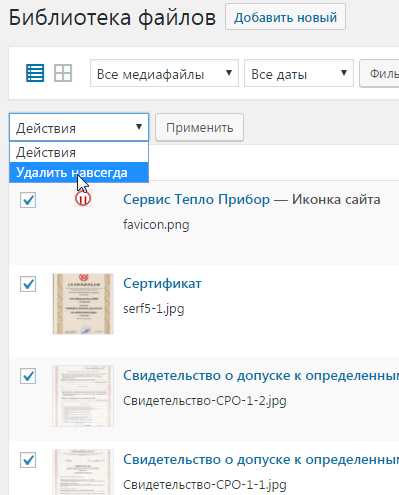 Библиотека файлов Добавить новый
Все медиафайлы Все даты Филь
Действия Применить
Действия
Удалить навсегда
Сервис Тепло Прибор — Иконка сайта
favicon.png
Сертификат
serf5-1.jpg
Свидетельство о допуске к определенным
Свидетельство-СРО-1-2.jpg
Свидетельство о допуске к определенным
Свидетельство-СРО-1-1.jpg